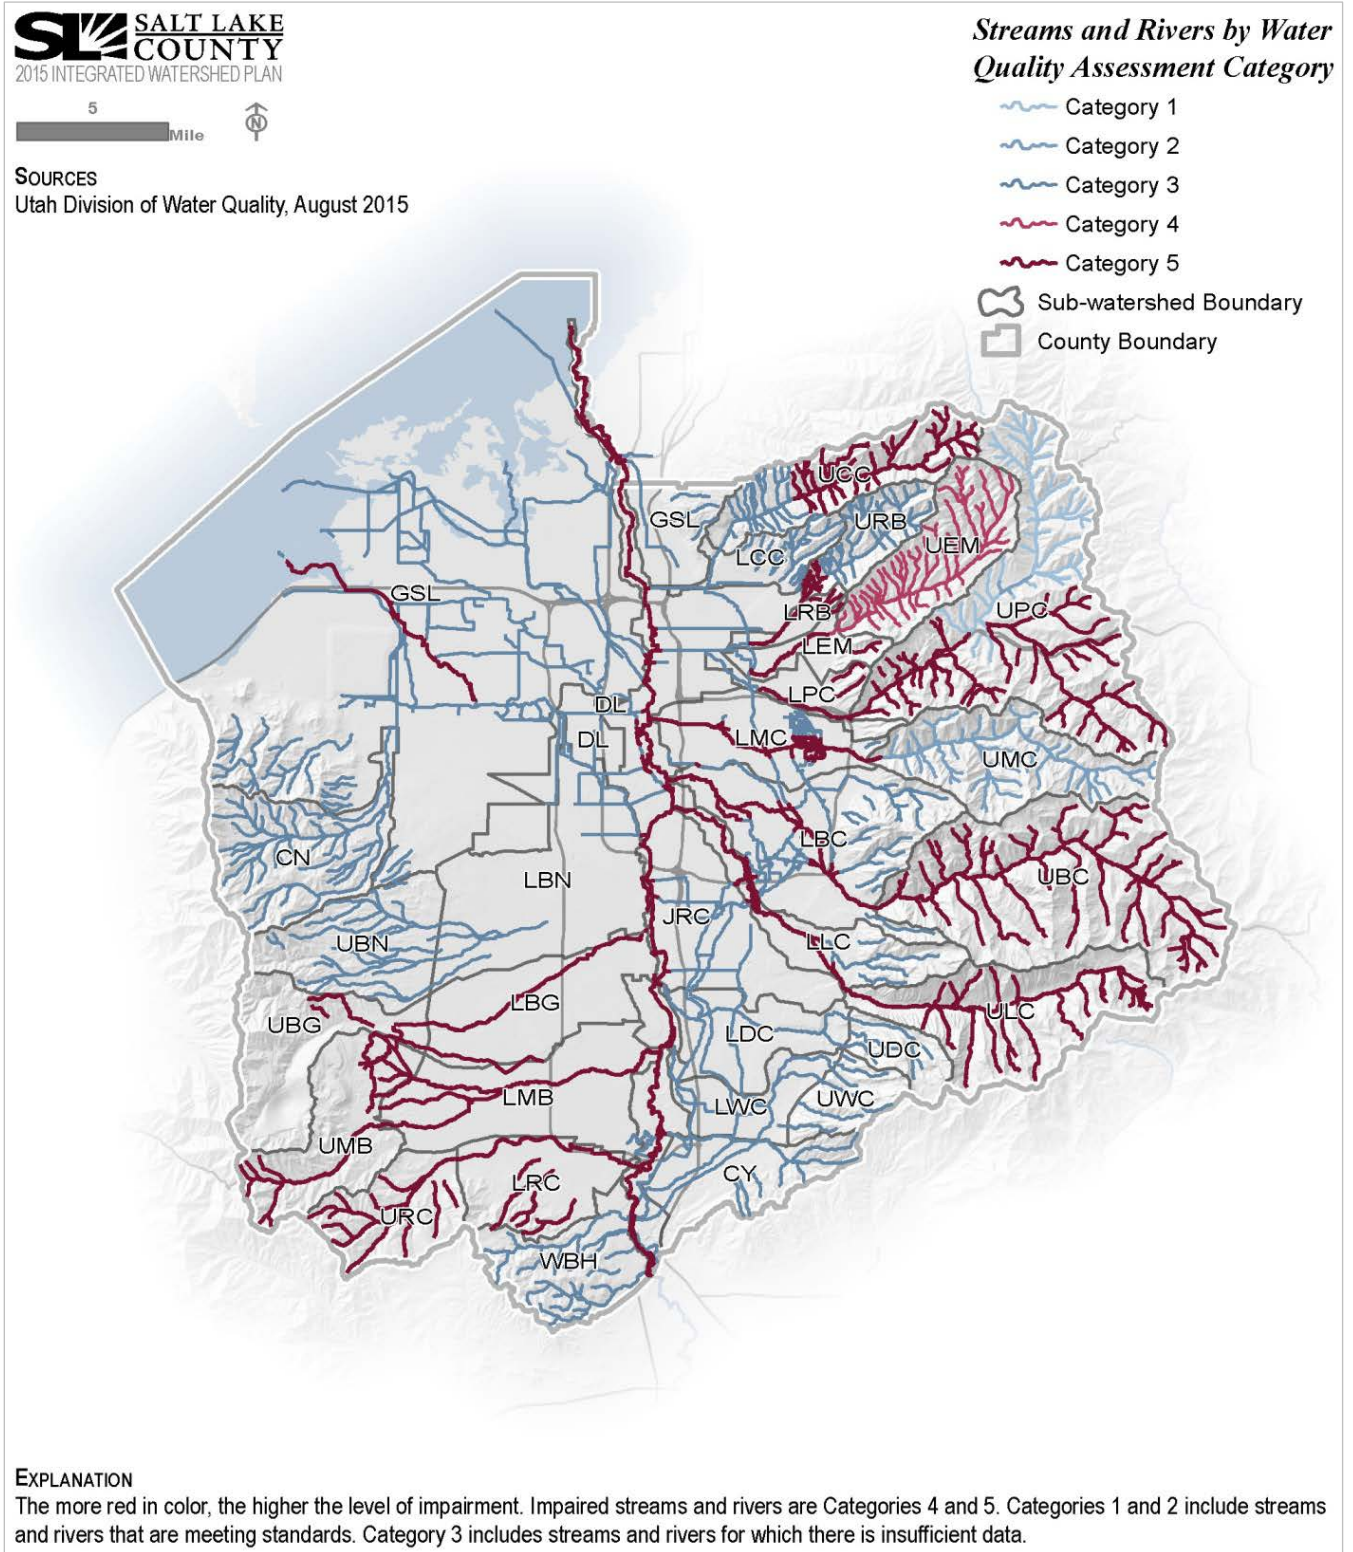 SL SALT LAKE
COUNTY
2015 INTEGRATED WATERSHED PLAN
5
Mile
N
SOURCES
Utah Division of Water Quality, August 2015
Streams and Rivers by Water
Quality Assessment Category
Category 1
Category 2
Category 3
Category 4
Category 5
Sub-watershed Boundary
County Boundary
UCC
GSL
URB
LCC
UEM
GSL
LRB
UPC
LEM
LPC
DL
DL
LMC
UMC
LBC
CN
LBN
UBC
JRC
UBN
LLC
LBG
UBG
ULC
LDC
UDC
LMB
LWC
UWC
UMB
CY
LRC
URC
WBH
EXPLANATION
The more red in color, the higher the level of impairment. Impaired streams and rivers are Categories 4 and 5. Categories 1 and 2 include streams
and rivers that are meeting standards. Category 3 includes streams and rivers for which there is insufficient data.